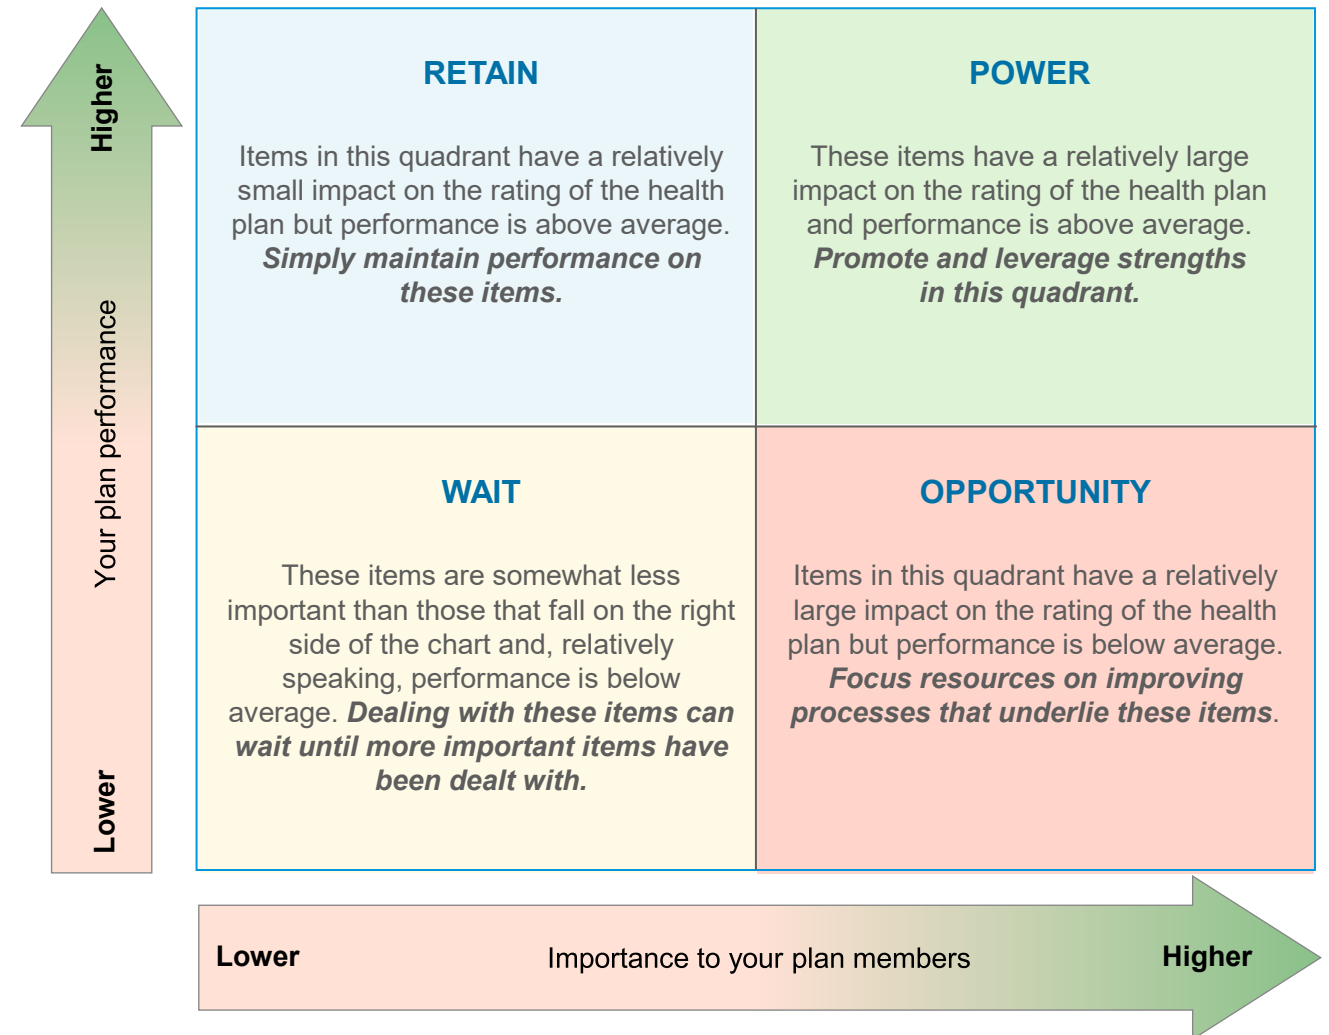 Higher
Your plan performance
Lower
RETAIN
Items in this quadrant have a relatively
small impact on the rating of the health
plan but performance is above average.
Simply maintain performance on
these items.
POWER
These items have a relatively large
impact on the rating of the health plan
and performance is above average.
Promote and leverage strengths
in this quadrant.
WAIT
These items are somewhat less
important than those that fall on the right
side of the chart and, relatively
speaking, performance is below
average. Dealing with these items can
wait until more important items have
been dealt with.
OPPORTUNITY
Items in this quadrant have a relatively
large impact on the rating of the health
plan but performance is below average.
Focus resources on improving
processes that underlie these items.
Lower
Importance to your plan members
Higher